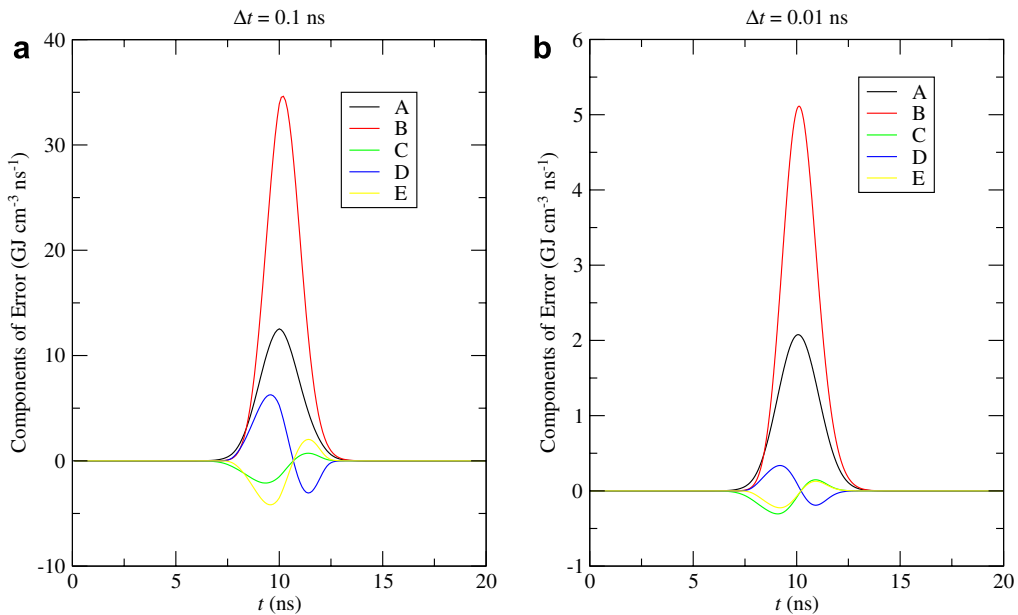 Δt = 0.1 ns
a
40
30
20
10
0
-10
0
5
10
15
20
Components of Error (GJ cm⁻³ ns⁻¹)
t (ns)
A
B
C
D
E
Δt = 0.01 ns
b
6
5
4
3
2
1
0
-1
0
5
10
15
20
Components of Error (GJ cm⁻³ ns⁻¹)
t (ns)
A
B
C
D
E